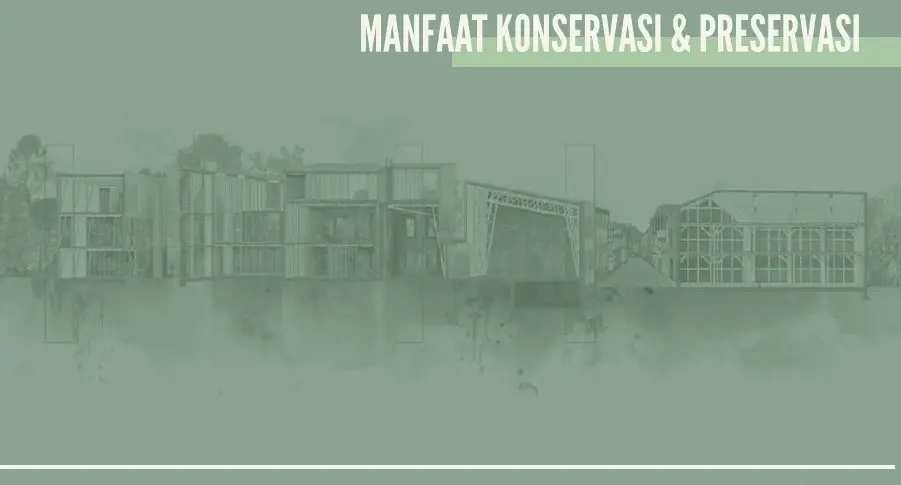 MANFAAT KONSERVASI & PRESERVASI